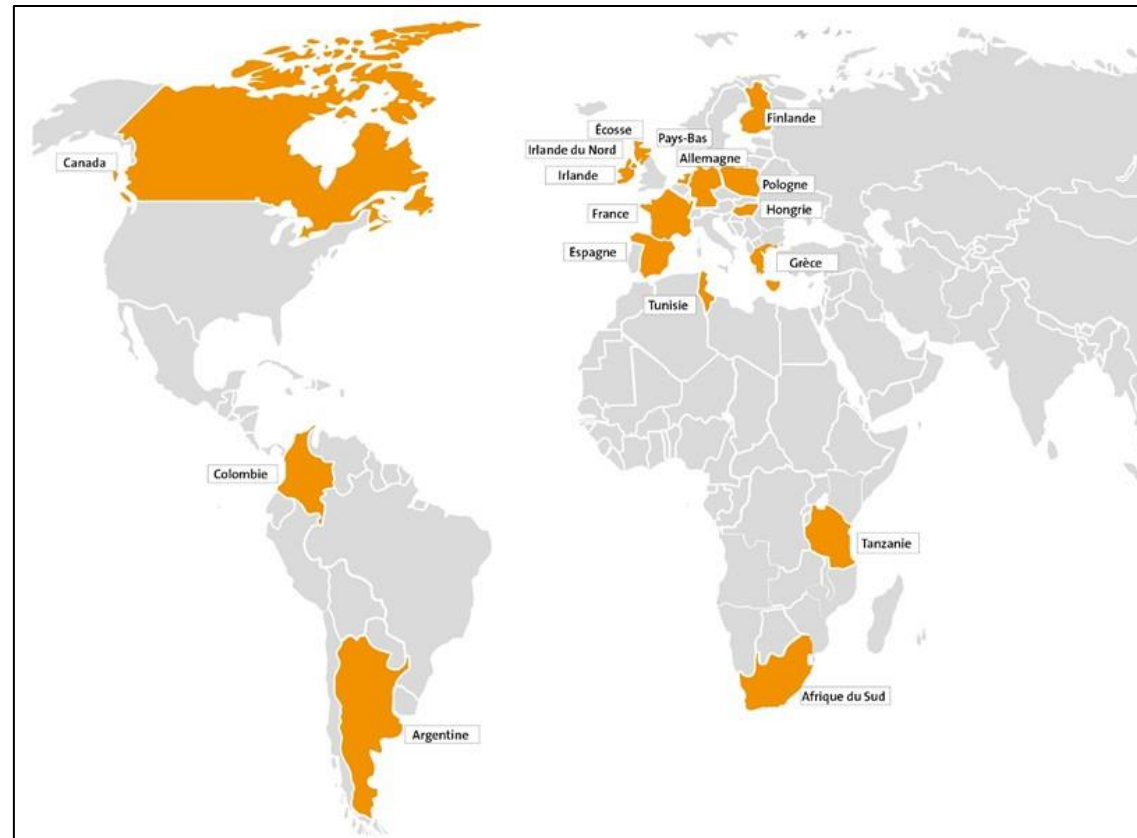 Finlande
Écosse
Pays-Bas
Irlande du Nord
Allemagne
Canada
Irlande
Pologne
France
Hongrie
Espagne
Grèce
Tunisie
Colombie
Tanzanie
Afrique du Sud
Argentine